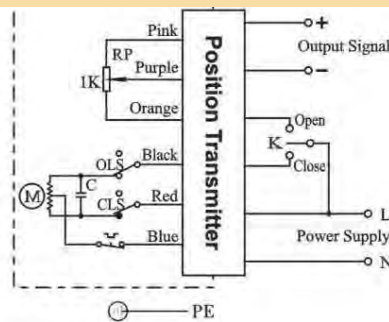 Pink
RP
Purple
1K
Orange
Black
OLS
C
M
CLS
Red
Blue
Position Transmitter
+
Output Signal
−
Open
K
Close
L
Power Supply
N
PE